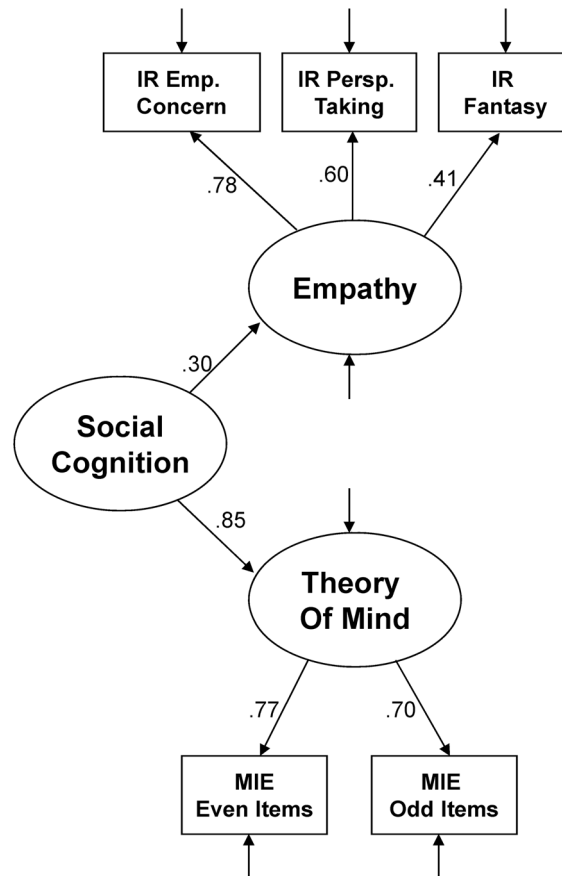 IR Emp.
Concern
IR Persp.
Taking
IR
Fantasy
.78
.60
.41
Empathy
.30
Social
Cognition
.85
Theory
Of Mind
.77
.70
MIE
Even Items
MIE
Odd Items